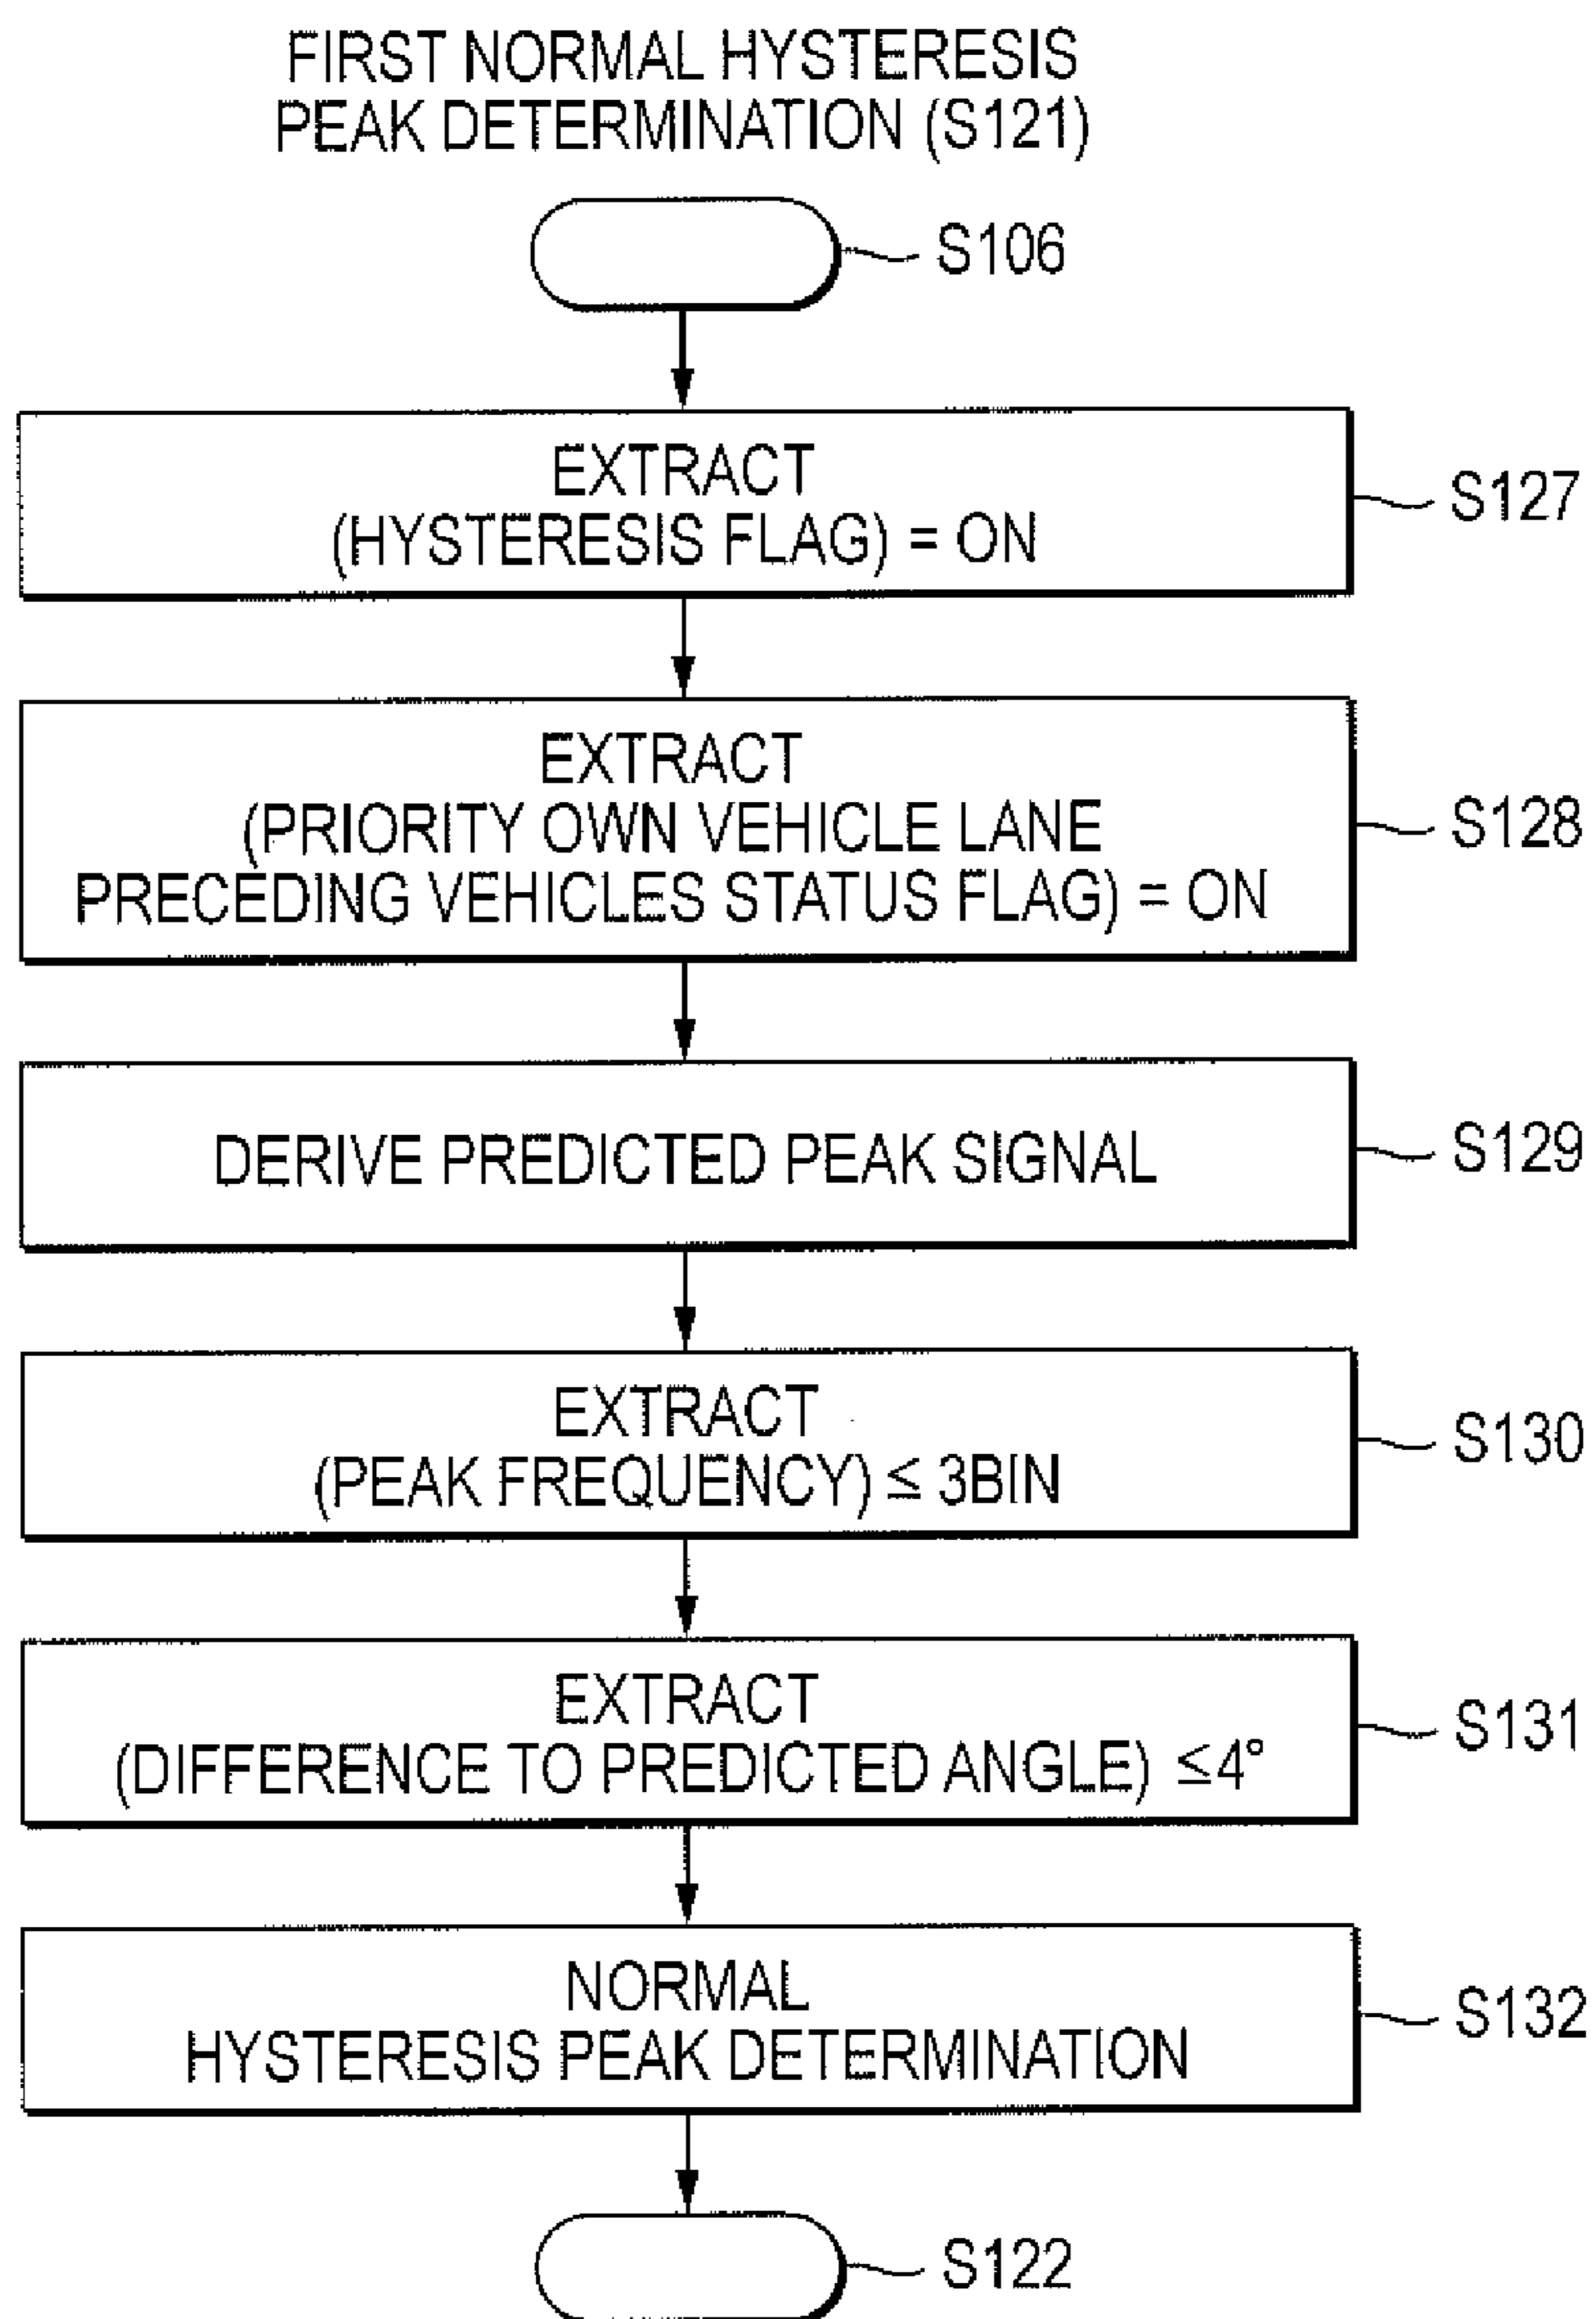 FIRST NORMAL HYSTERESIS
PEAK DETERMINATION (S121)
S106
EXTRACT
(HYSTERESIS FLAG) = ON
S127
EXTRACT
(PRIORITY OWN VEHICLE LANE
PRECEDING VEHICLES STATUS FLAG) = ON
S128
DERIVE PREDICTED PEAK SIGNAL
S129
EXTRACT
(PEAK FREQUENCY) ≤ 3BIN
S130
EXTRACT
(DIFFERENCE TO PREDICTED ANGLE) ≤4°
S131
NORMAL
HYSTERESIS PEAK DETERMINATION
S132
S122